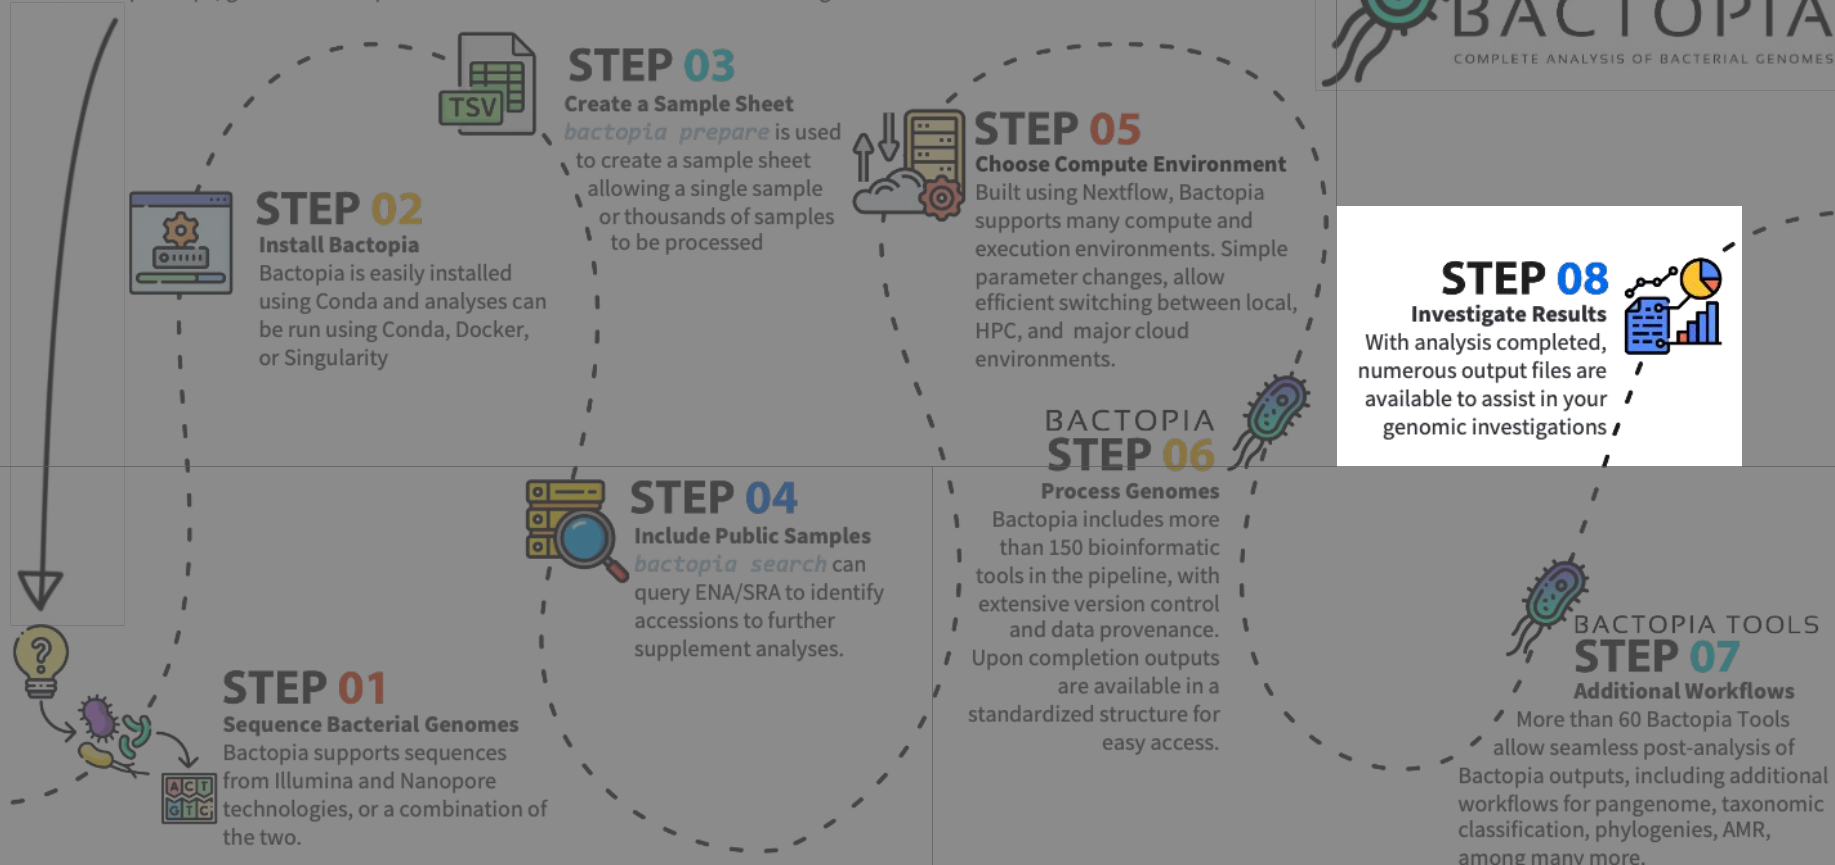 BACTOPIA
COMPLETE ANALYSIS OF BACTERIAL GENOMES
TSV
STEP 03
Create a Sample Sheet
bactopia prepare is used
to create a sample sheet
allowing a single sample
or thousands of samples
to be processed
STEP 05
Choose Compute Environment
Built using Nextflow, Bactopia
supports many compute and
execution environments. Simple
parameter changes, allow
efficient switching between local,
HPC, and major cloud
environments.
STEP 02
Install Bactopia
Bactopia is easily installed
using Conda and analyses can
be run using Conda, Docker,
or Singularity
STEP 08
Investigate Results
With analysis completed,
numerous output files are
available to assist in your
genomic investigations
BACTOPIA
STEP 06
Process Genomes
Bactopia includes more
than 150 bioinformatic
tools in the pipeline, with
extensive version control
and data provenance.
Upon completion outputs
are available in a
standardized structure for
easy access.
STEP 04
Include Public Samples
bactopia search can
query ENA/SRA to identify
accessions to further
supplement analyses.
BACTOPIA TOOLS
STEP 07
Additional Workflows
More than 60 Bactopia Tools
allow seamless post-analysis of
Bactopia outputs, including additional
workflows for pangenome, taxonomic
classification, phylogenies, AMR,
among many more.
?
STEP 01
Sequence Bacterial Genomes
Bactopia supports sequences
from Illumina and Nanopore
technologies, or a combination of
the two.
ACT
GTC